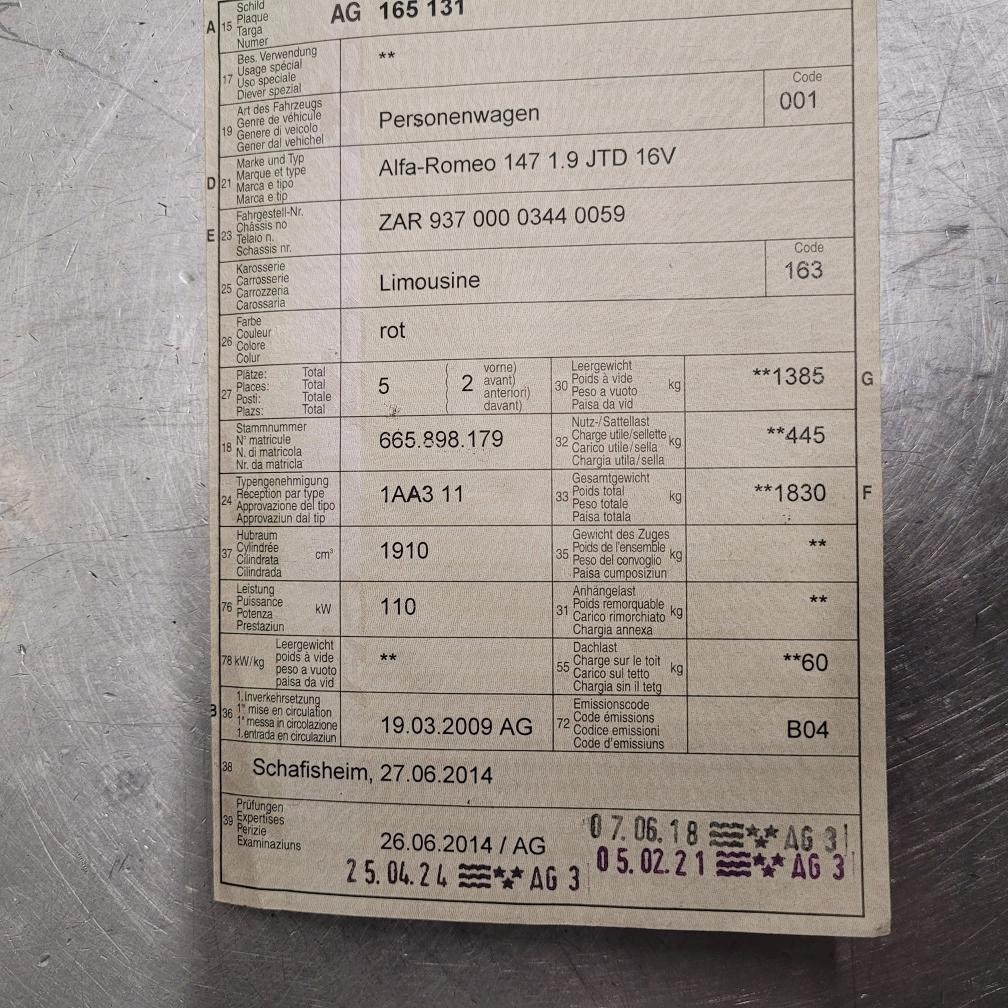 A 15 Schild
Plaque
Targa
Numer
AG 165 131
17 Bes. Verwendung
Usage spécial
Uso speciale
Diever spezial
**
19 Art des Fahrzeugs
Genre de véhicule
Genere di veicolo
Gener dal vehichel
Personenwagen
Code
001
D 21 Marke und Typ
Marque et type
Marca e tipo
Marca e tip
Alfa-Romeo 147 1.9 JTD 16V
E 23 Fahrgestell-Nr.
Châssis no
Telaio n.
Schassis nr.
ZAR 937 000 0344 0059
25 Karosserie
Carrosserie
Carrozzeria
Carossaria
Limousine
Code
163
26 Farbe
Couleur
Colore
Colur
rot
27 Plätze: Total
Places: Total
Posti: Totale
Plazs: Total
5
( 2 vorne)
avant)
anteriori)
davant)
30 Leergewicht
Poids à vide
Peso a vuoto
Paisa da vid
kg
**1385
G
18 Stammnummer
N° matricule
N. di matricola
Nr. da matricla
665.898.179
32 Nutz-/Sattellast
Charge utile/sellette
Carico utile/sella
Chargia utila/sella
kg
**445
24 Typengenehmigung
Réception par type
Approvazione del tipo
Approvaziun dal tip
1AA3 11
33 Gesamtgewicht
Poids total
Peso totale
Paisa totala
kg
**1830
F
37 Hubraum
Cylindrée
Cilindrata
Cilindrada
cm³
1910
35 Gewicht des Zuges
Poids de l'ensemble
Peso del convoglio
Paisa cumposiziun
kg
**
76 Leistung
Puissance
Potenza
Prestaziun
kW
110
31 Anhängelast
Poids remorquable
Carico rimorchiato
Chargia annexa
kg
**
78 kW/kg
Leergewicht
poids à vide
peso a vuoto
paisa da vid
**
55 Dachlast
Charge sur le toit
Carico sul tetto
Chargia sin il tetg
kg
**60
B 36 1.Inverkehrsetzung
1re mise en circulation
1a messa in circolazione
1.entrada en circulaziun
19.03.2009 AG
72 Emissionscode
Code émissions
Codice emissioni
Code d'emissiuns
B04
38 Schafisheim, 27.06.2014
39 Prüfungen
Expertises
Perizie
Examinaziuns
26.06.2014 / AG
07.06.18 AG 3
25.04.24 AG 3
05.02.21 AG 3